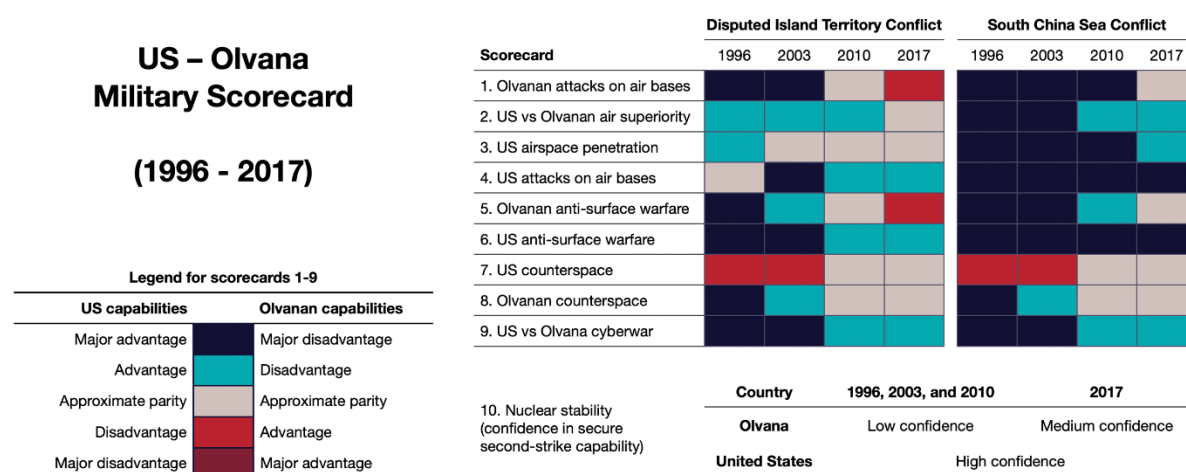 US – Olvana
Military Scorecard
(1996 - 2017)
Legend for scorecards 1-9
US capabilities Olvanan capabilities
Major advantage Major disadvantage
Advantage Disadvantage
Approximate parity Approximate parity
Disadvantage Advantage
Major disadvantage Major advantage
Disputed Island Territory Conflict South China Sea Conflict
Scorecard 1996 2003 2010 2017 1996 2003 2010 2017
1. Olvanan attacks on air bases
2. US vs Olvanan air superiority
3. US airspace penetration
4. US attacks on air bases
5. Olvanan anti-surface warfare
6. US anti-surface warfare
7. US counterspace
8. Olvanan counterspace
9. US vs Olvana cyberwar
10. Nuclear stability
(confidence in secure
second-strike capability)
Country 1996, 2003, and 2010 2017
Olvana Low confidence Medium confidence
United States High confidence